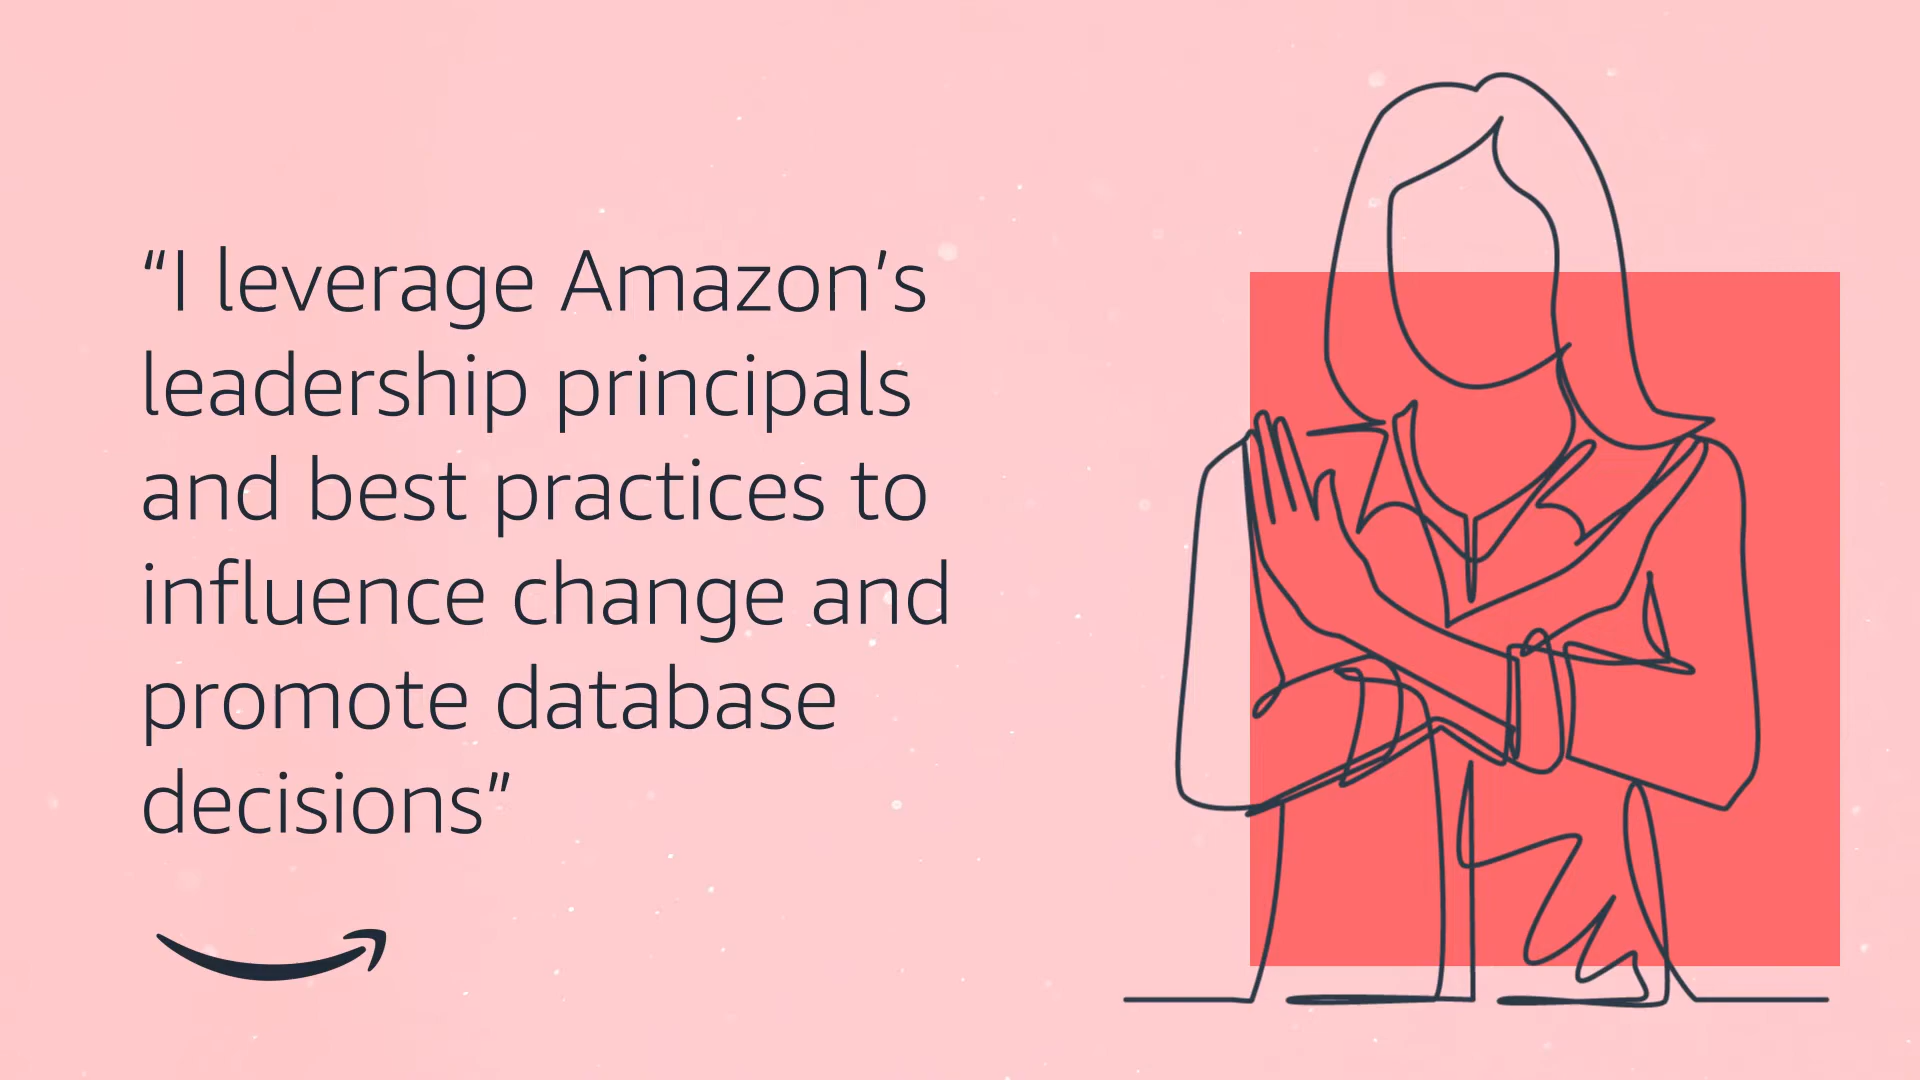 “I leverage Amazon’s
leadership principals
and best practices to
influence change and
promote database
decisions”